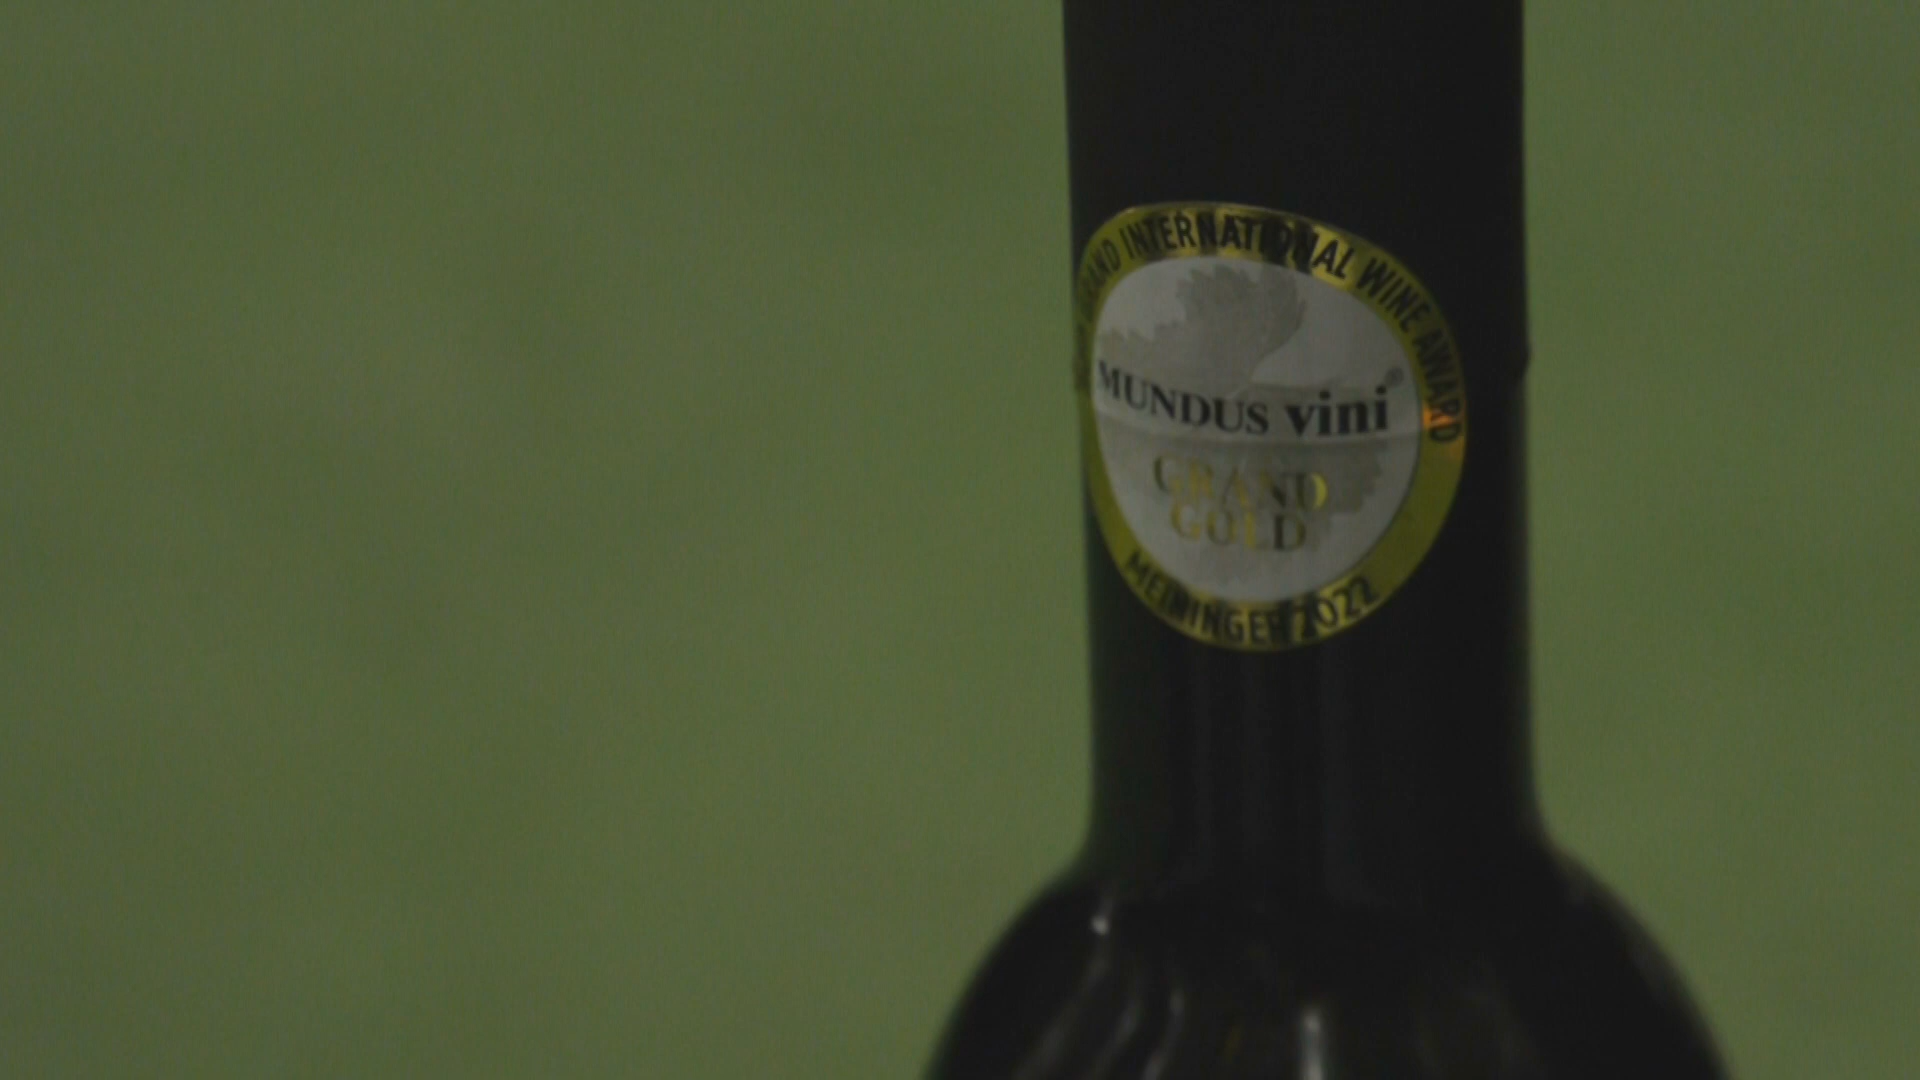 GRAND INTERNATIONAL WINE AWARD
MUNDUS vini®
GRAND
GOLD
MEININGER 2022